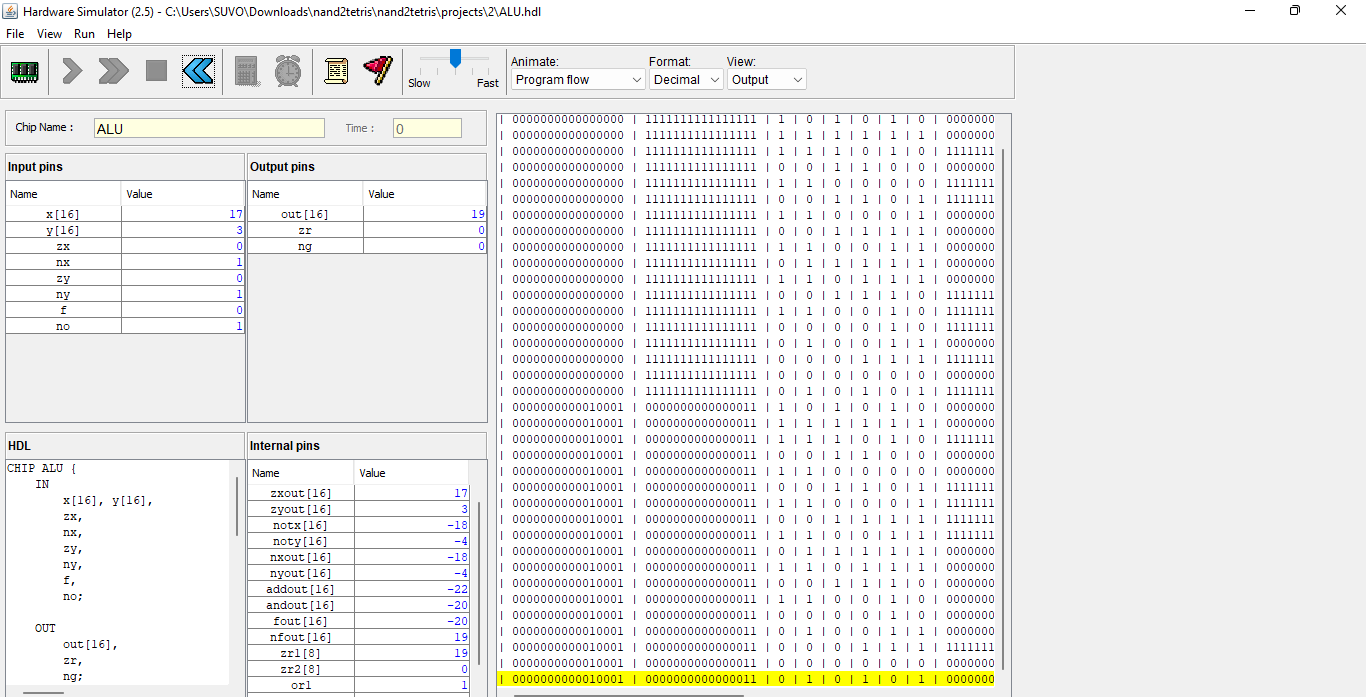 Hardware Simulator (2.5) - C:\Users\SUVO\Downloads\nand2tetris\nand2tetris\projects\2\ALU.hdl
File View Run Help
Slow Fast
Animate: Format: View:
Program flow Decimal Output
Chip Name : ALU Time : 0
Input pins
Name Value
x[16] 17
y[16] 3
zx 0
nx 1
zy 0
ny 1
f 0
no 1
Output pins
Name Value
out[16] 19
zr 0
ng 0
HDL
CHIP ALU {
IN
x[16], y[16],
zx,
nx,
zy,
ny,
f,
no;
OUT
out[16],
zr,
ng;
Internal pins
Name Value
zxout[16] 17
zyout[16] 3
notx[16] -18
noty[16] -4
nxout[16] -18
nyout[16] -4
addout[16] -22
andout[16] -20
fout[16] -20
nfout[16] 19
zr1[8] 19
zr2[8] 0
or1 1
| 0000000000000000 | 1111111111111111 | 1 | 0 | 1 | 0 | 1 | 0 | 0000000
| 0000000000000000 | 1111111111111111 | 1 | 1 | 1 | 1 | 1 | 1 | 0000000
| 0000000000000000 | 1111111111111111 | 1 | 1 | 1 | 0 | 1 | 0 | 1111111
| 0000000000000000 | 1111111111111111 | 0 | 0 | 1 | 1 | 0 | 0 | 0000000
| 0000000000000000 | 1111111111111111 | 1 | 1 | 0 | 0 | 0 | 0 | 1111111
| 0000000000000000 | 1111111111111111 | 0 | 0 | 1 | 1 | 0 | 1 | 1111111
| 0000000000000000 | 1111111111111111 | 1 | 1 | 0 | 0 | 0 | 1 | 0000000
| 0000000000000000 | 1111111111111111 | 0 | 0 | 1 | 1 | 1 | 1 | 0000000
| 0000000000000000 | 1111111111111111 | 1 | 1 | 0 | 0 | 1 | 1 | 0000000
| 0000000000000000 | 1111111111111111 | 0 | 1 | 1 | 1 | 1 | 1 | 0000000
| 0000000000000000 | 1111111111111111 | 1 | 1 | 0 | 1 | 1 | 1 | 0000000
| 0000000000000000 | 1111111111111111 | 0 | 0 | 1 | 1 | 1 | 0 | 1111111
| 0000000000000000 | 1111111111111111 | 1 | 1 | 0 | 0 | 1 | 0 | 1111111
| 0000000000000000 | 1111111111111111 | 0 | 0 | 0 | 0 | 1 | 0 | 1111111
| 0000000000000000 | 1111111111111111 | 0 | 1 | 0 | 0 | 1 | 1 | 0000000
| 0000000000000000 | 1111111111111111 | 0 | 0 | 0 | 1 | 1 | 1 | 1111111
| 0000000000000000 | 1111111111111111 | 0 | 0 | 0 | 0 | 0 | 0 | 0000000
| 0000000000000000 | 1111111111111111 | 0 | 1 | 0 | 1 | 0 | 1 | 1111111
| 0000000000010001 | 0000000000000011 | 1 | 0 | 1 | 0 | 1 | 0 | 0000000
| 0000000000010001 | 0000000000000011 | 1 | 1 | 1 | 1 | 1 | 1 | 0000000
| 0000000000010001 | 0000000000000011 | 1 | 1 | 1 | 0 | 1 | 0 | 1111111
| 0000000000010001 | 0000000000000011 | 0 | 0 | 1 | 1 | 0 | 0 | 0000000
| 0000000000010001 | 0000000000000011 | 1 | 1 | 0 | 0 | 0 | 0 | 0000000
| 0000000000010001 | 0000000000000011 | 0 | 0 | 1 | 1 | 0 | 1 | 1111111
| 0000000000010001 | 0000000000000011 | 1 | 1 | 0 | 0 | 0 | 1 | 1111111
| 0000000000010001 | 0000000000000011 | 0 | 0 | 1 | 1 | 1 | 1 | 1111111
| 0000000000010001 | 0000000000000011 | 1 | 1 | 0 | 0 | 1 | 1 | 1111111
| 0000000000010001 | 0000000000000011 | 0 | 1 | 1 | 1 | 1 | 1 | 0000000
| 0000000000010001 | 0000000000000011 | 1 | 1 | 0 | 1 | 1 | 1 | 0000000
| 0000000000010001 | 0000000000000011 | 0 | 0 | 1 | 1 | 1 | 0 | 0000000
| 0000000000010001 | 0000000000000011 | 1 | 1 | 0 | 0 | 1 | 0 | 0000000
| 0000000000010001 | 0000000000000011 | 0 | 0 | 0 | 0 | 1 | 0 | 0000000
| 0000000000010001 | 0000000000000011 | 0 | 1 | 0 | 0 | 1 | 1 | 0000000
| 0000000000010001 | 0000000000000011 | 0 | 0 | 0 | 1 | 1 | 1 | 1111111
| 0000000000010001 | 0000000000000011 | 0 | 0 | 0 | 0 | 0 | 0 | 0000000
| 0000000000010001 | 0000000000000011 | 0 | 1 | 0 | 1 | 0 | 1 | 0000000